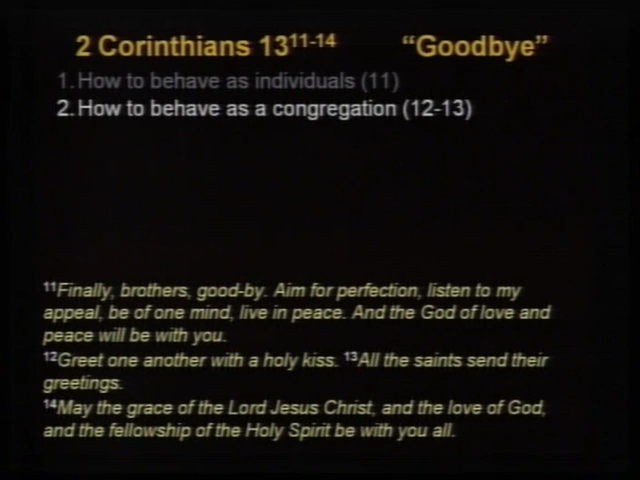 2 Corinthians 13¹¹⁻¹⁴ “Goodbye”
1. How to behave as individuals (11)
2. How to behave as a congregation (12-13)
¹¹Finally, brothers, good-by. Aim for perfection, listen to my
appeal, be of one mind, live in peace. And the God of love and
peace will be with you.
¹²Greet one another with a holy kiss. ¹³All the saints send their
greetings.
¹⁴May the grace of the Lord Jesus Christ, and the love of God,
and the fellowship of the Holy Spirit be with you all.